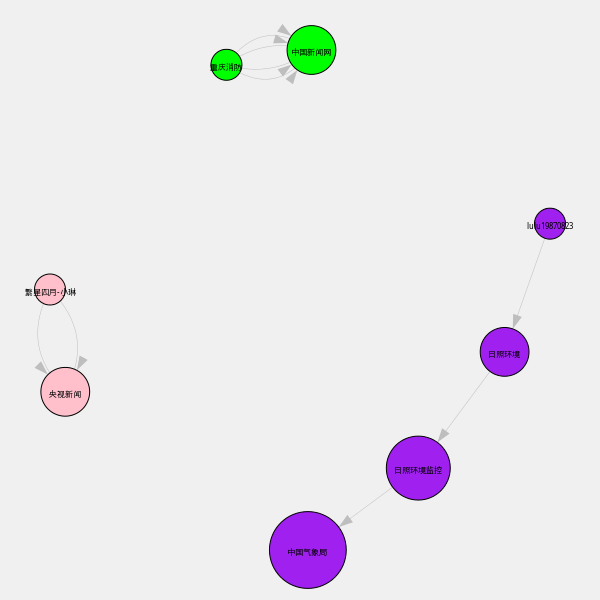 中国新闻网
重庆消防
lulu19870823
繁星四月-小琳
日照环境
央视新闻
日照环境监控
中国气象局